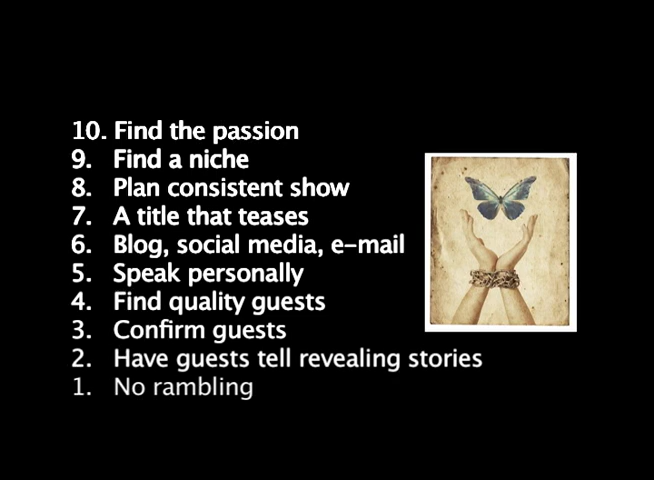 10. Find the passion
9. Find a niche
8. Plan consistent show
7. A title that teases
6. Blog, social media, e-mail
5. Speak personally
4. Find quality guests
3. Confirm guests
2. Have guests tell revealing stories
1. No rambling